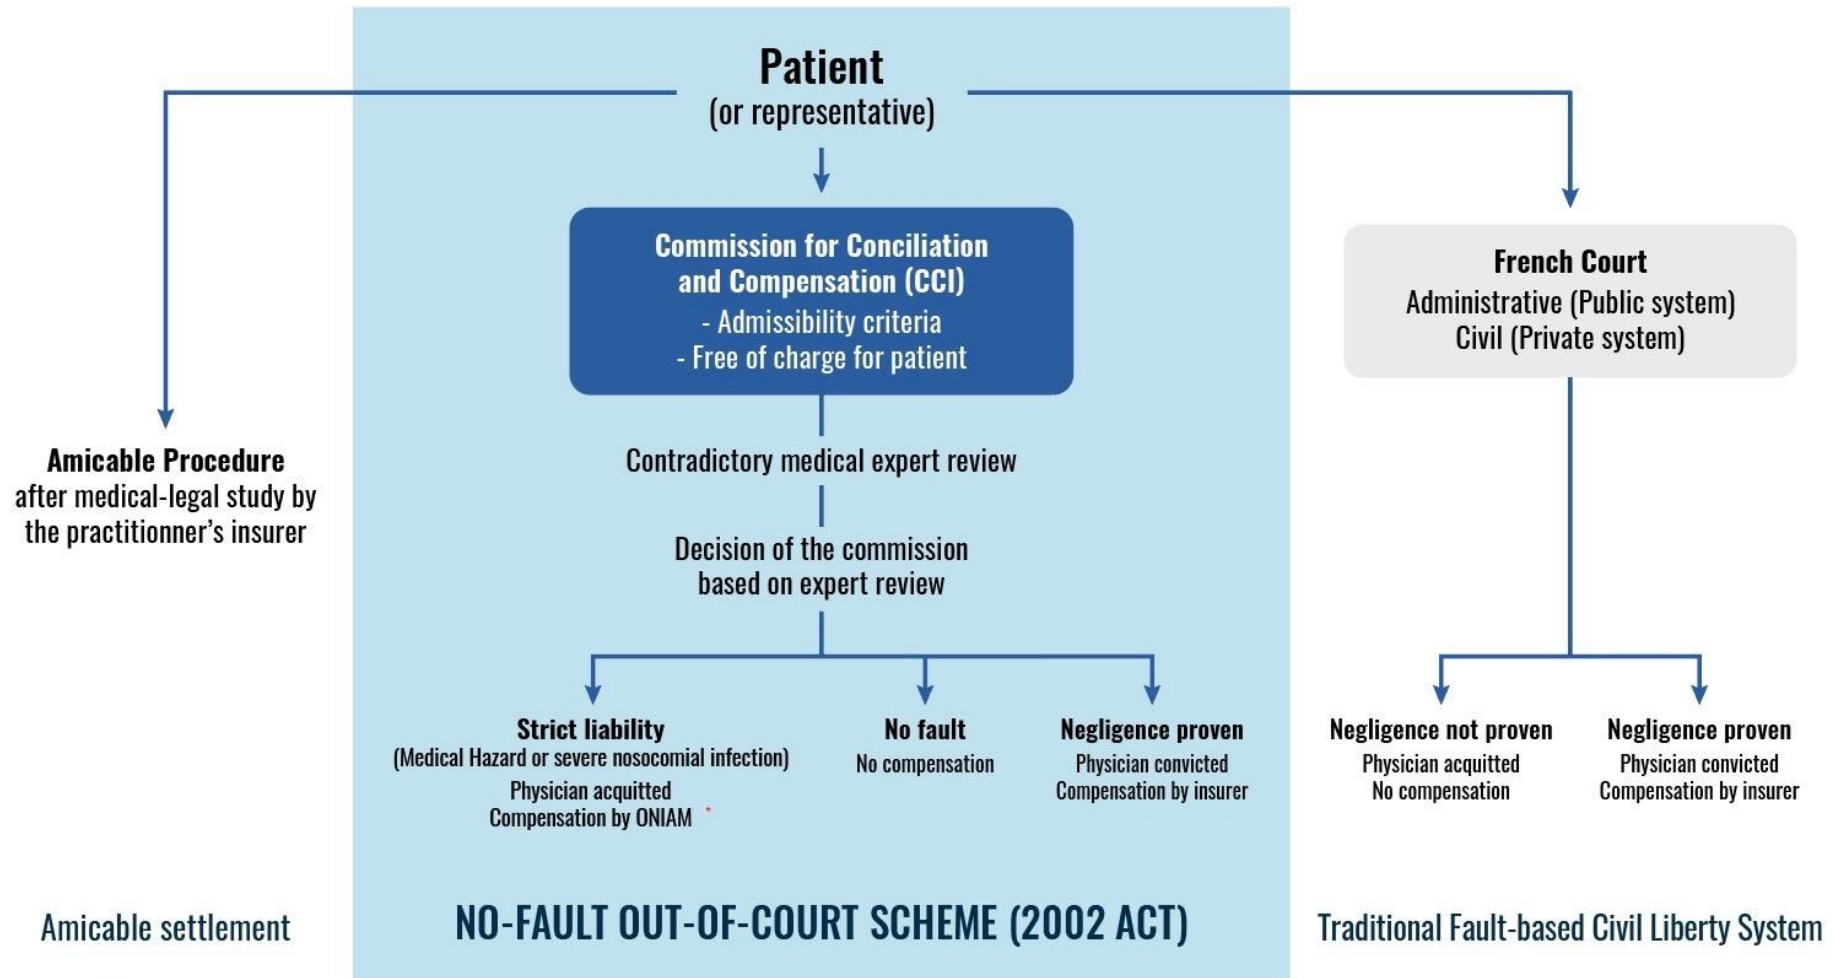 Patient
(or representative)
Commission for Conciliation
and Compensation (CCI)
- Admissibility criteria
- Free of charge for patient
French Court
Administrative (Public system)
Civil (Private system)
Amicable Procedure
after medical-legal study by
the practitionner's insurer
Contradictory medical expert review
Decision of the commission
based on expert review
Strict liability
(Medical Hazard or severe nosocomial infection)
Physician acquitted
Compensation by ONIAM *
No fault
No compensation
Negligence proven
Physician convicted
Compensation by insurer
Negligence not proven
Physician acquitted
No compensation
Negligence proven
Physician convicted
Compensation by insurer
Amicable settlement
NO-FAULT OUT-OF-COURT SCHEME (2002 ACT)
Traditional Fault-based Civil Liberty System